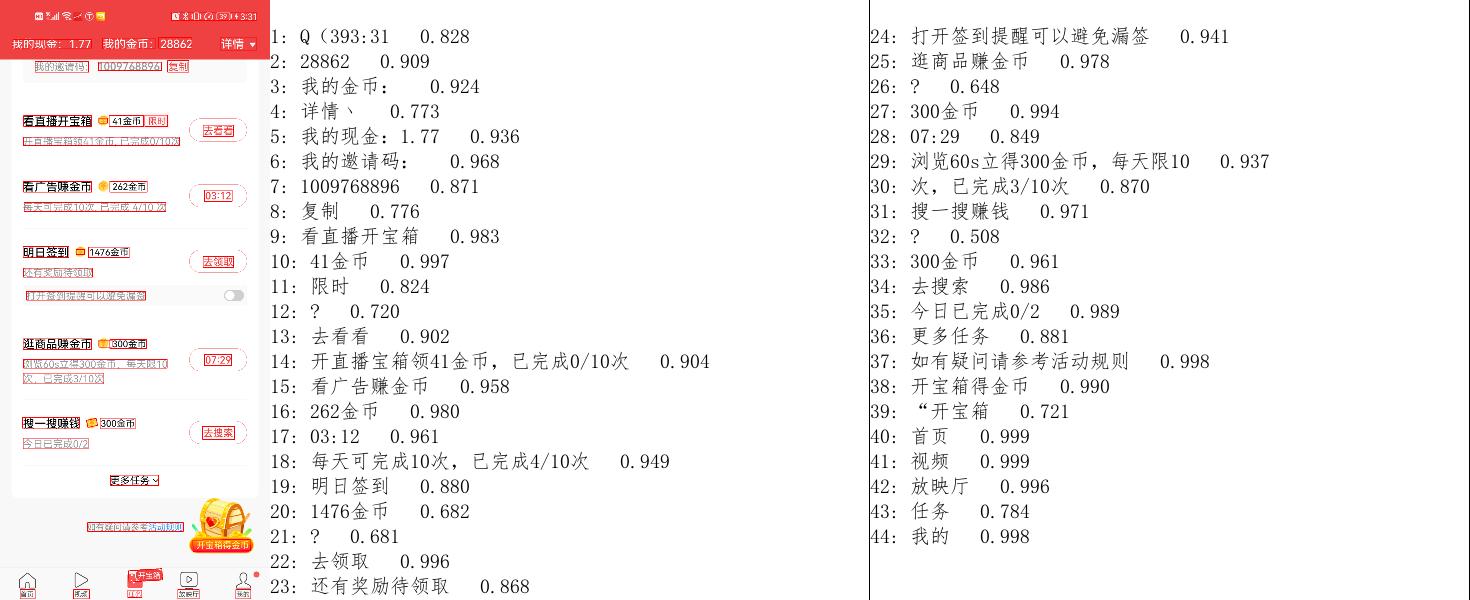 3:31
我的现金：1.77 我的金币：28862 详情
我的邀请码： 1009768896 复制
看直播开宝箱 41金币 限时
去看看
开直播宝箱领41金币，已完成0/10次
看广告赚金币 262金币
03:12
每天可完成10次，已完成 4/10 次
明日签到 1476金币
去领取
还有奖励待领取
打开签到提醒可以避免漏签
逛商品赚金币 300金币
07:29
浏览60s立得300金币，每天限10
次，已完成3/10次
搜一搜赚钱 300金币
去搜索
今日已完成0/2
更多任务
如有疑问请参考活动规则
开宝箱得金币
开宝箱
首页 视频 任务 放映厅 我的
1: Q（393:31 0.828
2: 28862 0.909
3: 我的金币： 0.924
4: 详情丶 0.773
5: 我的现金：1.77 0.936
6: 我的邀请码： 0.968
7: 1009768896 0.871
8: 复制 0.776
9: 看直播开宝箱 0.983
10: 41金币 0.997
11: 限时 0.824
12: ? 0.720
13: 去看看 0.902
14: 开直播宝箱领41金币，已完成0/10次 0.904
15: 看广告赚金币 0.958
16: 262金币 0.980
17: 03:12 0.961
18: 每天可完成10次，已完成4/10次 0.949
19: 明日签到 0.880
20: 1476金币 0.682
21: ? 0.681
22: 去领取 0.996
23: 还有奖励待领取 0.868
24: 打开签到提醒可以避免漏签 0.941
25: 逛商品赚金币 0.978
26: ? 0.648
27: 300金币 0.994
28: 07:29 0.849
29: 浏览60s立得300金币，每天限10 0.937
30: 次，已完成3/10次 0.870
31: 搜一搜赚钱 0.971
32: ? 0.508
33: 300金币 0.961
34: 去搜索 0.986
35: 今日已完成0/2 0.989
36: 更多任务 0.881
37: 如有疑问请参考活动规则 0.998
38: 开宝箱得金币 0.990
39: “开宝箱 0.721
40: 首页 0.999
41: 视频 0.999
42: 放映厅 0.996
43: 任务 0.784
44: 我的 0.998